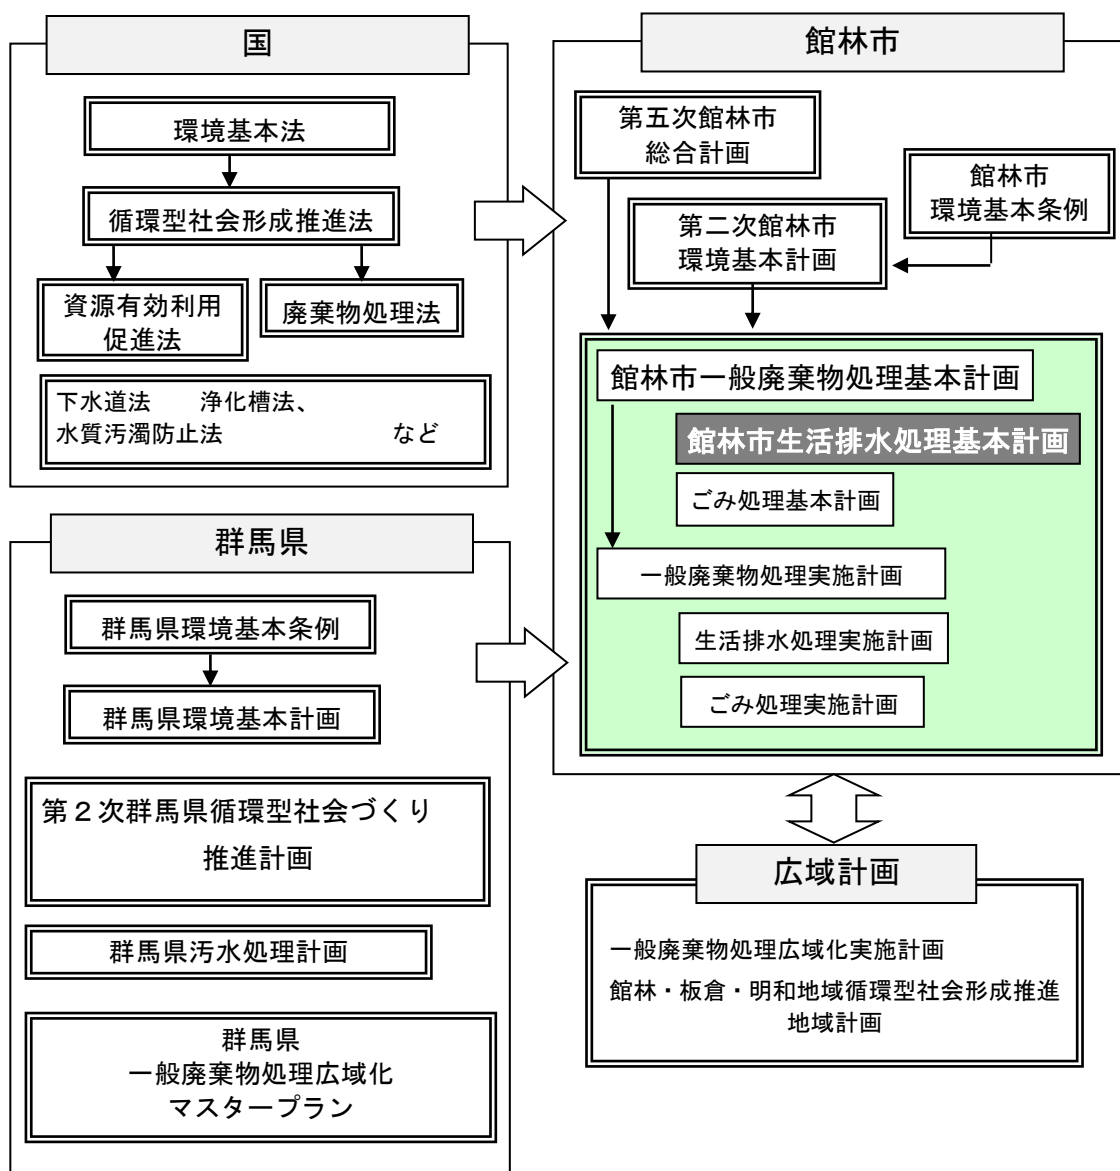 国
環境基本法
循環型社会形成推進法
資源有効利用
促進法
廃棄物処理法
下水道法　　浄化槽法、
水質汚濁防止法　　　　　　　など
群馬県
群馬県環境基本条例
群馬県環境基本計画
第２次群馬県循環型社会づくり
推進計画
群馬県汚水処理計画
群馬県
一般廃棄物処理広域化
マスタープラン
館林市
第五次館林市
総合計画
館林市
環境基本条例
第二次館林市
環境基本計画
館林市一般廃棄物処理基本計画
館林市生活排水処理基本計画
ごみ処理基本計画
一般廃棄物処理実施計画
生活排水処理実施計画
ごみ処理実施計画
広域計画
一般廃棄物処理広域化実施計画
館林・板倉・明和地域循環型社会形成推進
地域計画